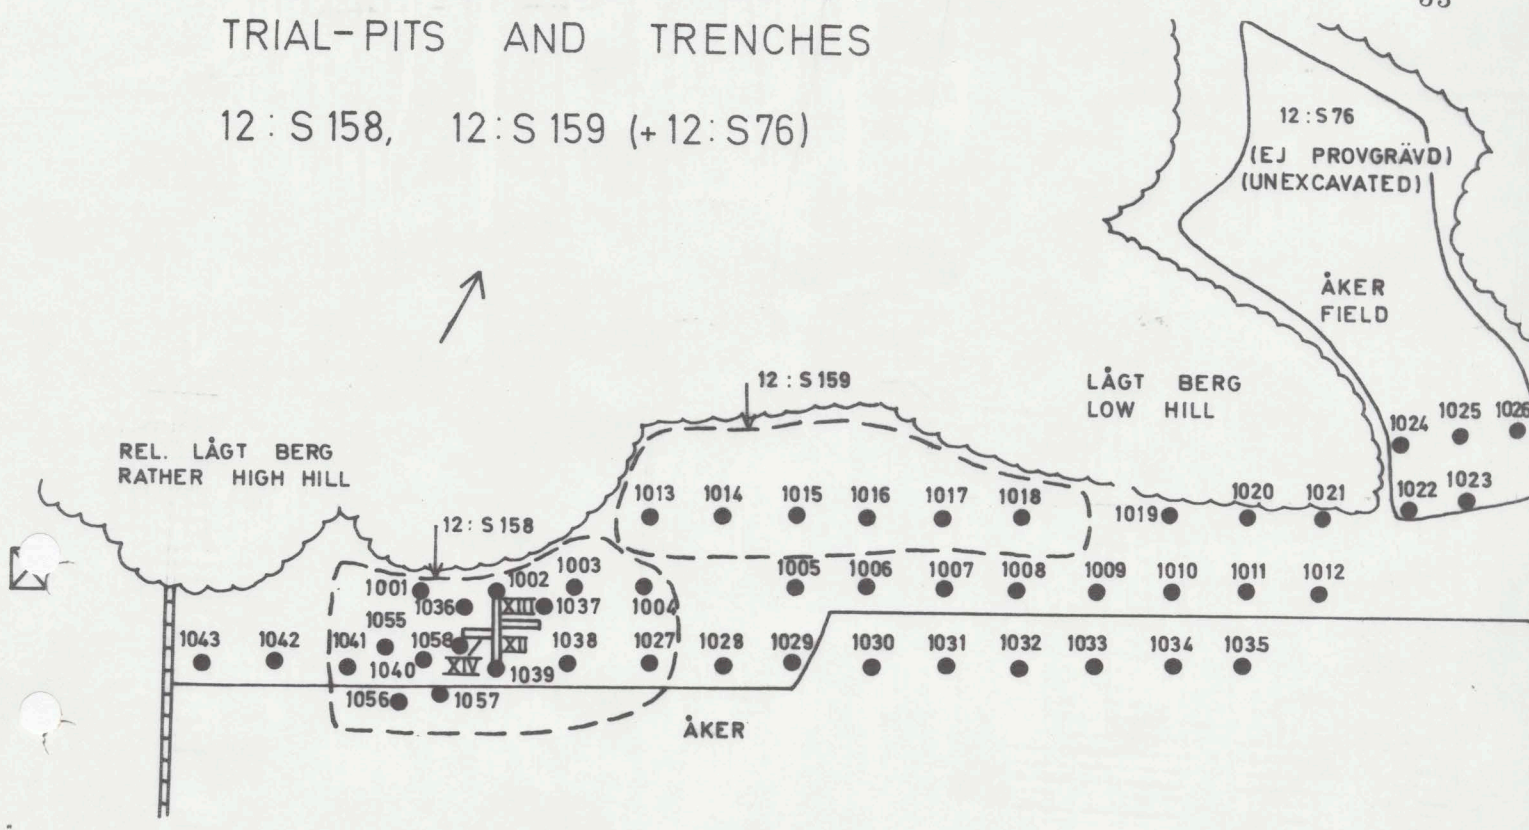 TRIAL-PITS AND TRENCHES
12:S 158, 12:S 159 (+12:S76)
12:S76
(EJ PROVGRÄVD)
(UNEXCAVATED)
ÅKER
FIELD
12:S159
LÅGT BERG
LOW HILL
REL. LÅGT BERG
RATHER HIGH HILL
12:S158
1024 1025 1026
1013 1014 1015 1016 1017 1018 1019 1020 1021 1022 1023
1001 1002 1003 1004 1005 1006 1007 1008 1009 1010 1011 1012
1036 XIII 1037
1055
1043 1042 1041 1058 XII 1038 1027 1028 1029 1030 1031 1032 1033 1034 1035
1040 XIV 1039
1056 1057
ÅKER